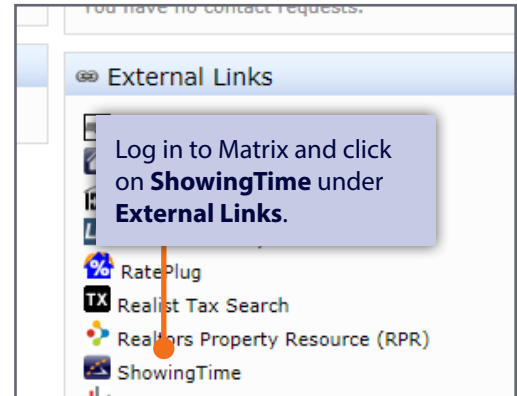 You have no contact requests.
External Links
Log in to Matrix and click
on ShowingTime under
External Links.
RatePlug
TX Realist Tax Search
Realtors Property Resource (RPR)
ShowingTime